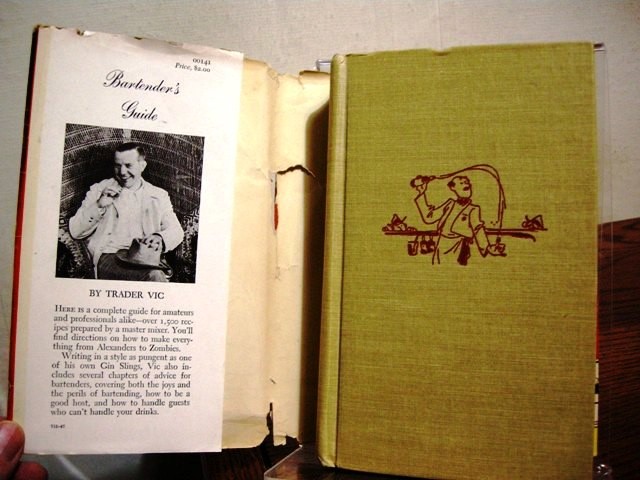 00141
Price, $2.00
Bartender's
Guide
BY TRADER VIC
HERE is a complete guide for amateurs
and professionals alike—over 1,500 rec-
ipes prepared by a master mixer. You'll
find directions on how to make every-
thing from Alexanders to Zombies.
Writing in a style as pungent as one
of his own Gin Slings, Vic also in-
cludes several chapters of advice for
bartenders, covering both the joys and
the perils of bartending, how to be a
good host, and how to handle guests
who can't handle your drinks.